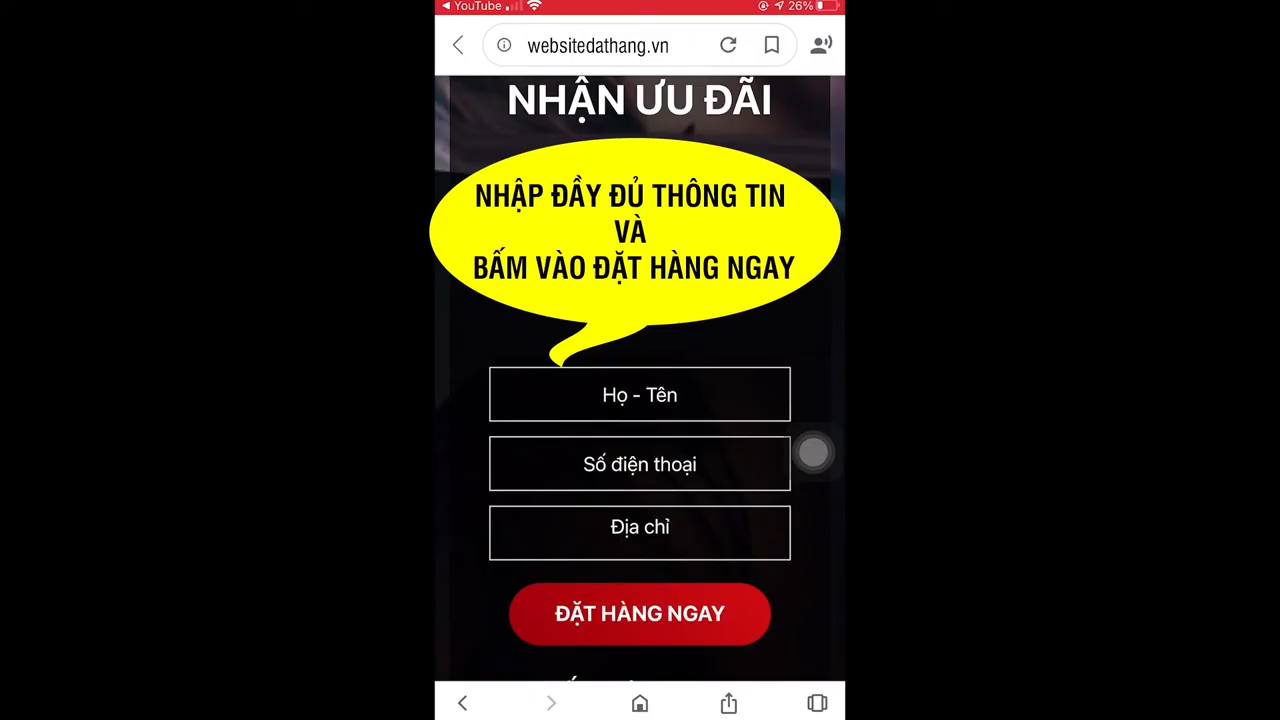 YouTube
26%
websitedathang.vn
NHẬN ƯU ĐÃI
NHẬP ĐẦY ĐỦ THÔNG TIN
VÀ
BẤM VÀO ĐẶT HÀNG NGAY
Họ - Tên
Số điện thoại
Địa chỉ
ĐẶT HÀNG NGAY